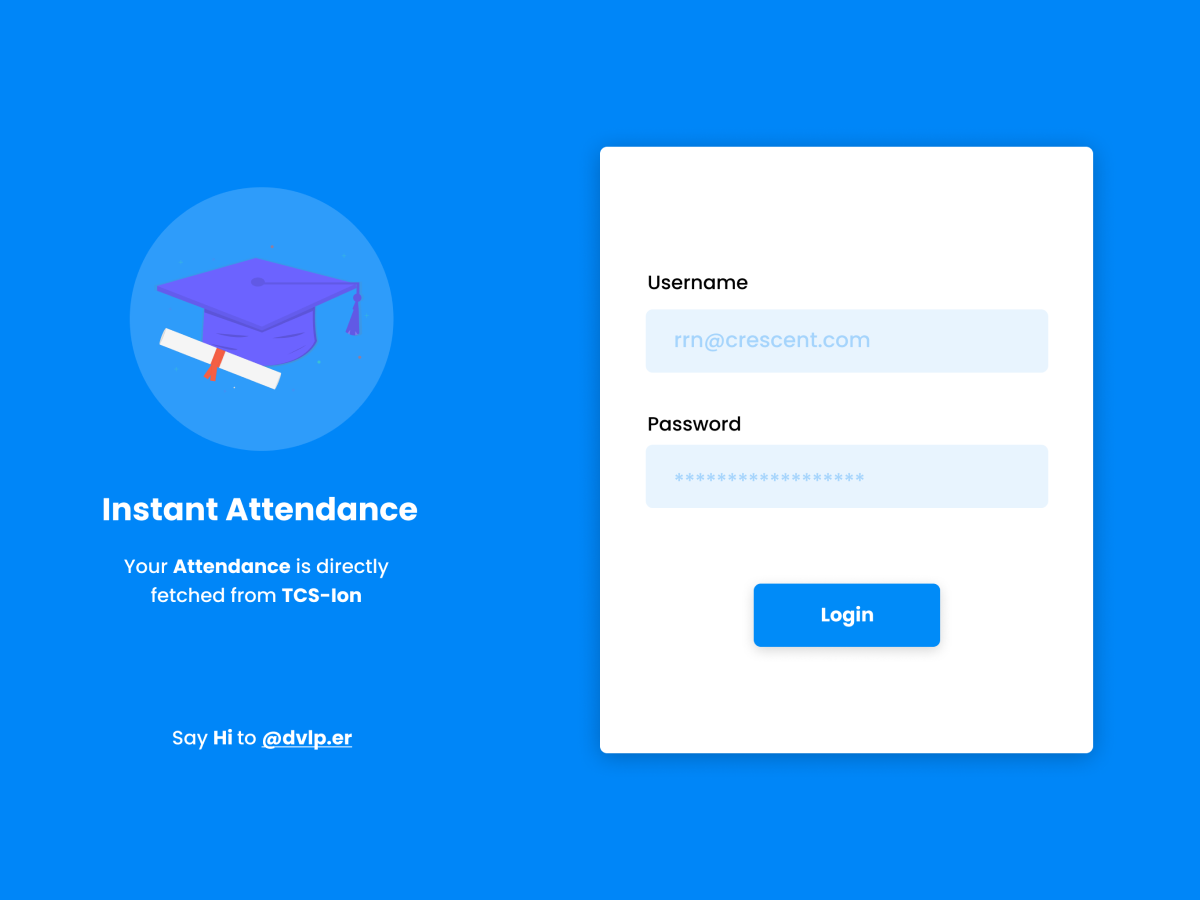 Instant Attendance
Your Attendance is directly
fetched from TCS-Ion
Say Hi to @dvlp.er
Username
rrn@crescent.com
Password
******************
Login